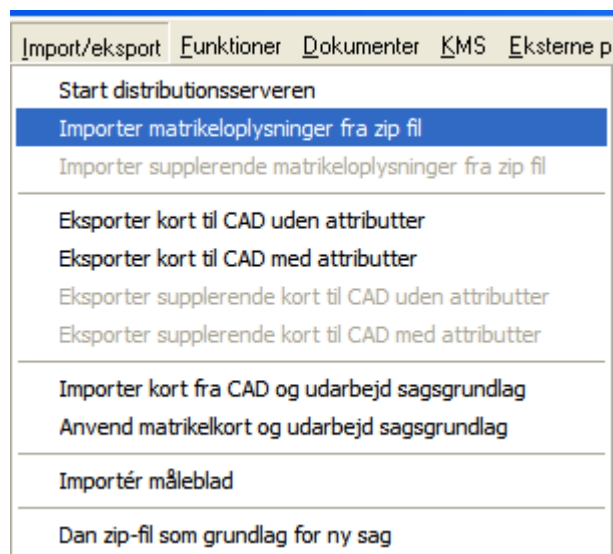 Import/eksport Funktioner Dokumenter KMS Eksterne p
Start distributionsserveren
Importer matrikeloplysninger fra zip fil
Importer supplerende matrikeloplysninger fra zip fil
Eksporter kort til CAD uden attributter
Eksporter kort til CAD med attributter
Eksporter supplerende kort til CAD uden attributter
Eksporter supplerende kort til CAD med attributter
Importer kort fra CAD og udarbejd sagsgrundlag
Anvend matrikelkort og udarbejd sagsgrundlag
Importér måleblad
Dan zip-fil som grundlag for ny sag